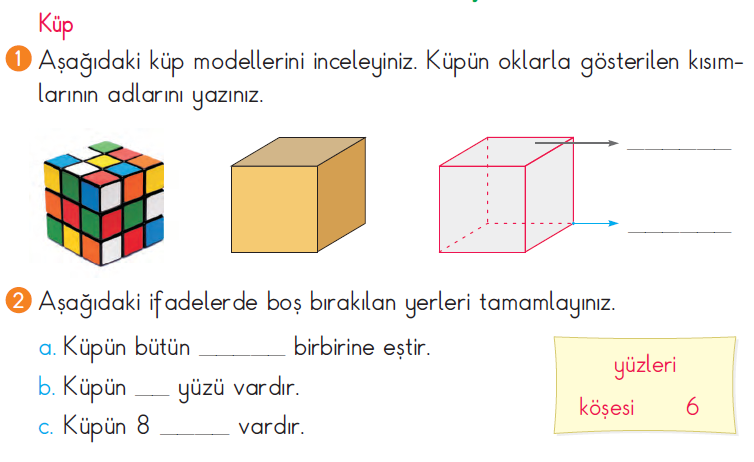 Küp
1 Aşağıdaki küp modellerini inceleyiniz. Küpün oklarla gösterilen kısım-
larının adlarını yazınız.
2 Aşağıdaki ifadelerde boş bırakılan yerleri tamamlayınız.
a. Küpün bütün ______ birbirine eştir.
b. Küpün ___ yüzü vardır.
c. Küpün 8 _____ vardır.
yüzleri
köşesi 6